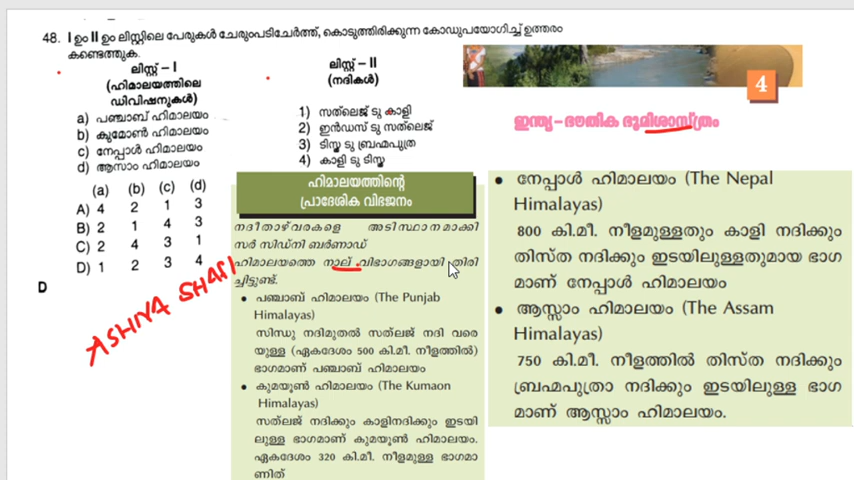 48. I ഉം II ഉം ലിസ്റ്റിലെ പേരുകൾ ചേരുംപടിചേർത്ത്, കൊടുത്തിരിക്കുന്ന കോഡുപയോഗിച്ച് ഉത്തരം
കണ്ടെത്തുക.
ലിസ്റ്റ് – I
(ഹിമാലയത്തിലെ
ഡിവിഷനുകൾ)
a) പഞ്ചാബ് ഹിമാലയം
b) കുമോൺ ഹിമാലയം
c) നേപ്പാൾ ഹിമാലയം
d) ആസാം ഹിമാലയം
ലിസ്റ്റ് – II
(നദികൾ)
1) സത്‌ലെജ് ടു കാളി
2) ഇൻഡസ് ടു സത്‌ലെജ്
3) ടിസ്ത ടു ബ്രഹ്മപുത്ര
4) കാളി ടു ടിസ്ത
(a) (b) (c) (d)
A) 4 2 1 3
B) 2 1 4 3
C) 2 4 3 1
D) 1 2 3 4
D
ASHIYA SHAJI
4
ഇന്ത്യ – ഭൗതിക ഭൂമിശാസ്ത്രം
ഹിമാലയത്തിന്റെ
പ്രാദേശിക വിഭജനം
നദീതാഴ്‌വരകളെ അടിസ്ഥാനമാക്കി
സർ സിഡ്നി ബർണാഡ്
ഹിമാലയത്തെ നാല് വിഭാഗങ്ങളായി തിരി
ച്ചിട്ടുണ്ട്.
• പഞ്ചാബ് ഹിമാലയം (The Punjab
Himalayas)
സിന്ധു നദിമുതൽ സത്‌ലജ് നദി വരെ
യുള്ള (ഏകദേശം 500 കി.മീ. നീളത്തിൽ)
ഭാഗമാണ് പഞ്ചാബ് ഹിമാലയം
• കുമയൂൺ ഹിമാലയം (The Kumaon
Himalayas)
സത്‌ലജ് നദിക്കും കാളിനദിക്കും ഇടയി
ലുള്ള ഭാഗമാണ് കുമയൂൺ ഹിമാലയം.
ഏകദേശം 320 കി.മീ. നീളമുള്ള ഭാഗമാ
ണിത്
• നേപ്പാൾ ഹിമാലയം (The Nepal
Himalayas)
800 കി.മീ. നീളമുള്ളതും കാളി നദിക്കും
തിസ്ത നദിക്കും ഇടയിലുള്ളതുമായ ഭാഗ
മാണ് നേപ്പാൾ ഹിമാലയം
• ആസ്സാം ഹിമാലയം (The Assam
Himalayas)
750 കി.മീ. നീളത്തിൽ തിസ്ത നദിക്കും
ബ്രഹ്മപുത്രാ നദിക്കും ഇടയിലുള്ള ഭാഗ
മാണ് ആസ്സാം ഹിമാലയം.